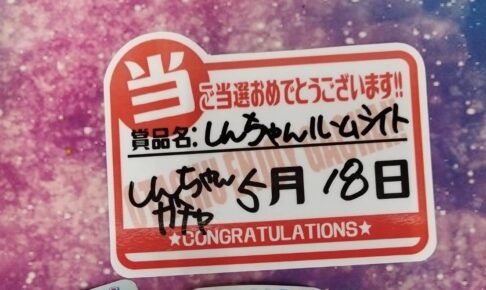 当
ご当選おめでとうございます!!
賞品名:しんちゃんルームライト
しんちゃん
ガチャ
5月18日
★CONGRATULATIONS★